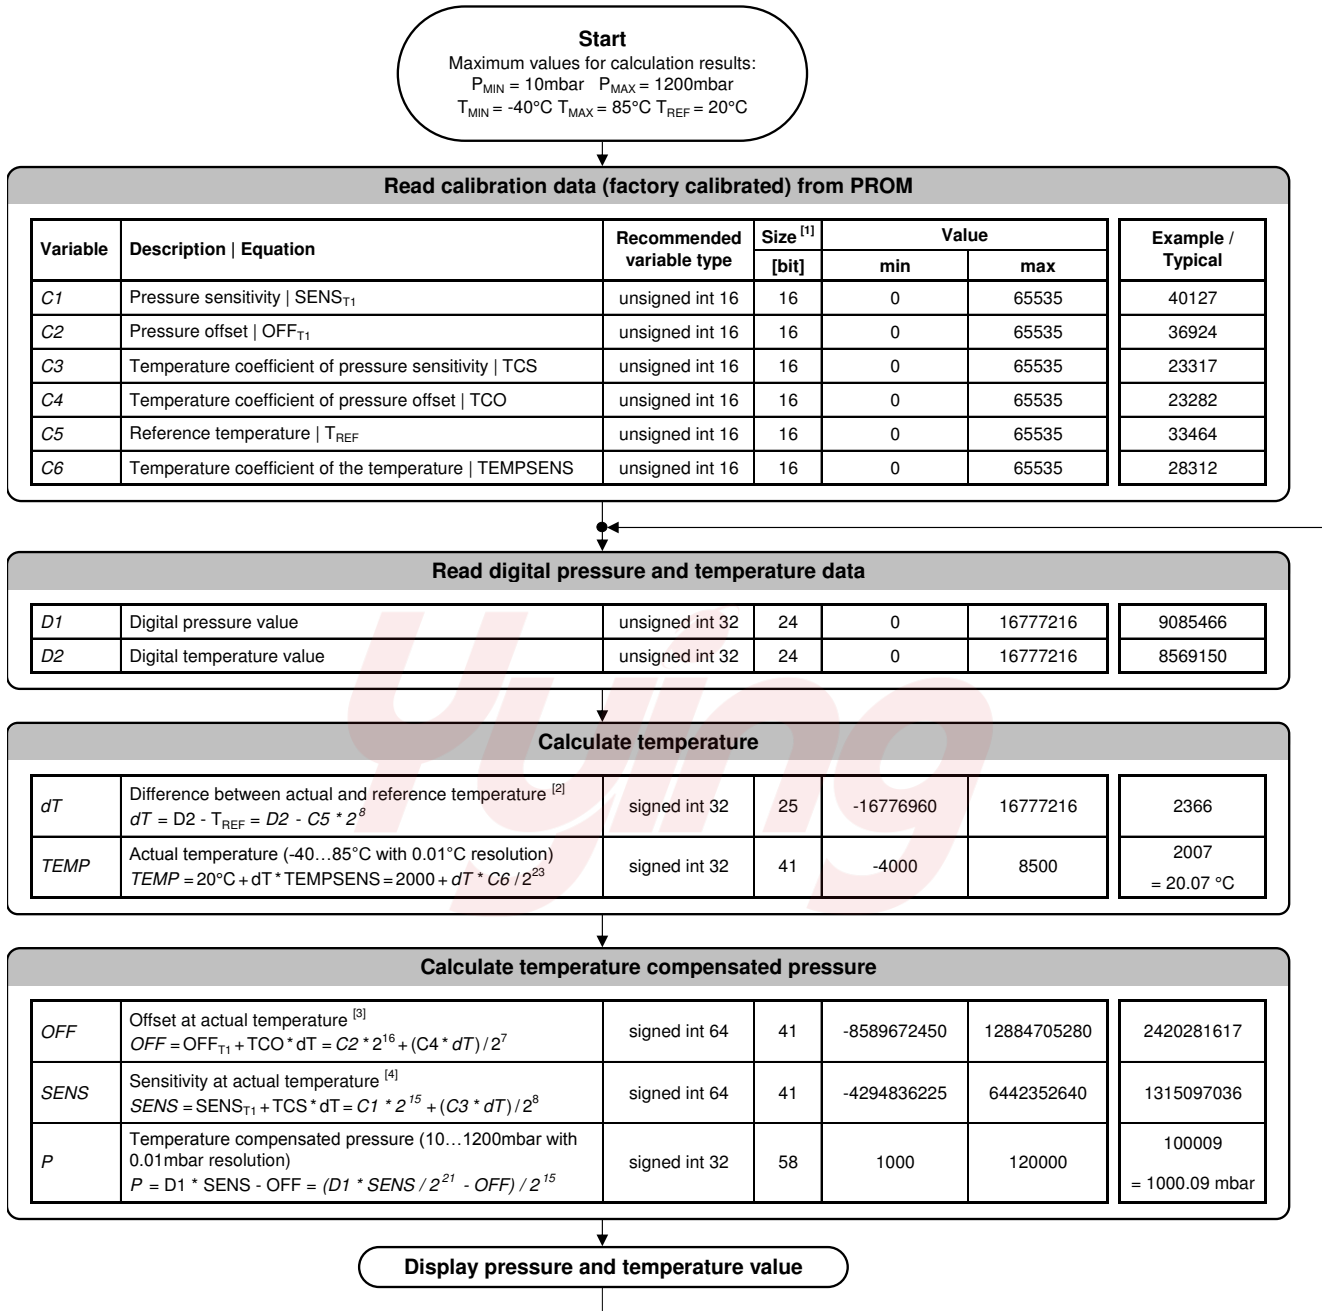 Start
Maximum values for calculation results:
P_MIN = 10mbar P_MAX = 1200mbar
T_MIN = -40°C T_MAX = 85°C T_REF = 20°C
Read calibration data (factory calibrated) from PROM
Variable Description | Equation Recommended variable type Size [1] [bit] Value min max Example / Typical
C1 Pressure sensitivity | SENS_T1 unsigned int 16 16 0 65535 40127
C2 Pressure offset | OFF_T1 unsigned int 16 16 0 65535 36924
C3 Temperature coefficient of pressure sensitivity | TCS unsigned int 16 16 0 65535 23317
C4 Temperature coefficient of pressure offset | TCO unsigned int 16 16 0 65535 23282
C5 Reference temperature | T_REF unsigned int 16 16 0 65535 33464
C6 Temperature coefficient of the temperature | TEMPSENS unsigned int 16 16 0 65535 28312
Read digital pressure and temperature data
D1 Digital pressure value unsigned int 32 24 0 16777216 9085466
D2 Digital temperature value unsigned int 32 24 0 16777216 8569150
Yying
Calculate temperature
dT Difference between actual and reference temperature [2]
dT = D2 - T_REF = D2 - C5 * 2^8 signed int 32 25 -16776960 16777216 2366
TEMP Actual temperature (-40…85°C with 0.01°C resolution)
TEMP = 20°C + dT * TEMPSENS = 2000 + dT * C6 / 2^23 signed int 32 41 -4000 8500 2007
= 20.07 °C
Calculate temperature compensated pressure
OFF Offset at actual temperature [3]
OFF = OFF_T1 + TCO * dT = C2 * 2^16 + (C4 * dT) / 2^7 signed int 64 41 -8589672450 12884705280 2420281617
SENS Sensitivity at actual temperature [4]
SENS = SENS_T1 + TCS * dT = C1 * 2^15 + (C3 * dT) / 2^8 signed int 64 41 -4294836225 6442352640 1315097036
P Temperature compensated pressure (10…1200mbar with
0.01mbar resolution)
P = D1 * SENS - OFF = (D1 * SENS / 2^21 - OFF) / 2^15 signed int 32 58 1000 120000 100009
= 1000.09 mbar
Display pressure and temperature value